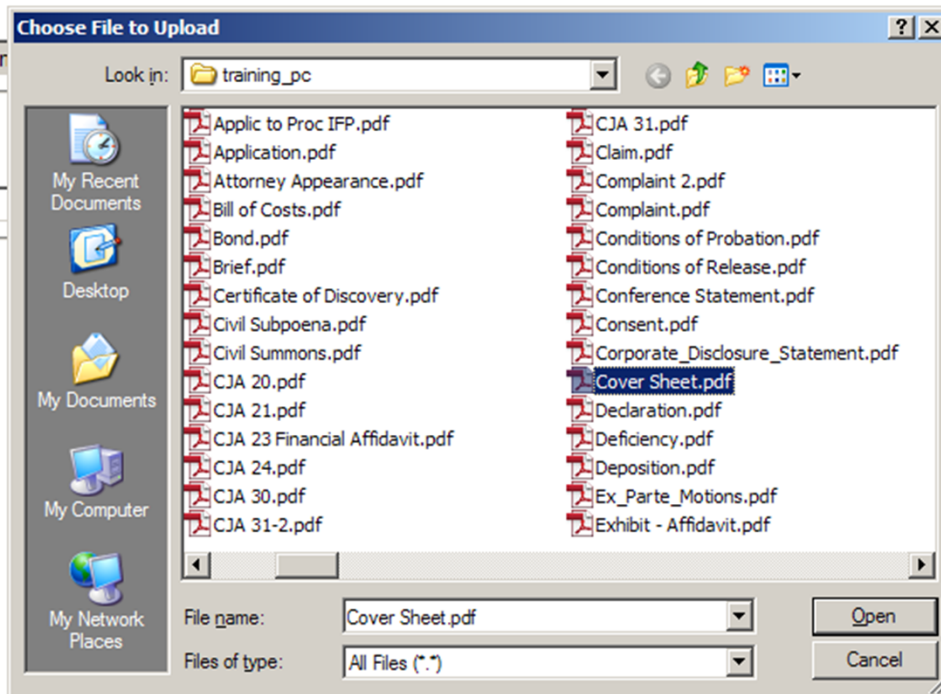 Choose File to Upload
Look in:
training_pc
My Recent
Documents
Desktop
My Documents
My Computer
My Network
Places
Applic to Proc IFP.pdf
Application.pdf
Attorney Appearance.pdf
Bill of Costs.pdf
Bond.pdf
Brief.pdf
Certificate of Discovery.pdf
Civil Subpoena.pdf
Civil Summons.pdf
CJA 20.pdf
CJA 21.pdf
CJA 23 Financial Affidavit.pdf
CJA 24.pdf
CJA 30.pdf
CJA 31-2.pdf
CJA 31.pdf
Claim.pdf
Complaint 2.pdf
Complaint.pdf
Conditions of Probation.pdf
Conditions of Release.pdf
Conference Statement.pdf
Consent.pdf
Corporate_Disclosure_Statement.pdf
Cover Sheet.pdf
Declaration.pdf
Deficiency.pdf
Deposition.pdf
Ex_Parte_Motions.pdf
Exhibit - Affidavit.pdf
File name:
Cover Sheet.pdf
Open
Files of type:
All Files (*.*)
Cancel